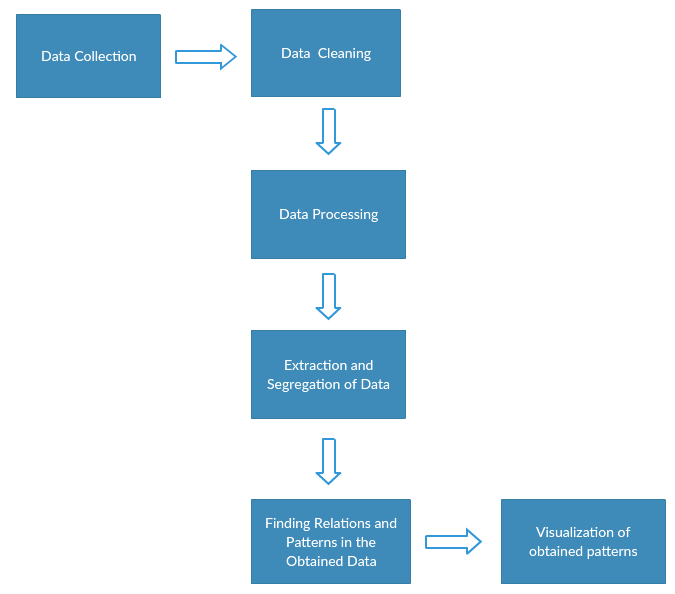 Data Collection
Data  Cleaning
Data Processing
Extraction and
Segregation of Data
Finding Relations and
Patterns in the
Obtained Data
Visualization of
obtained patterns